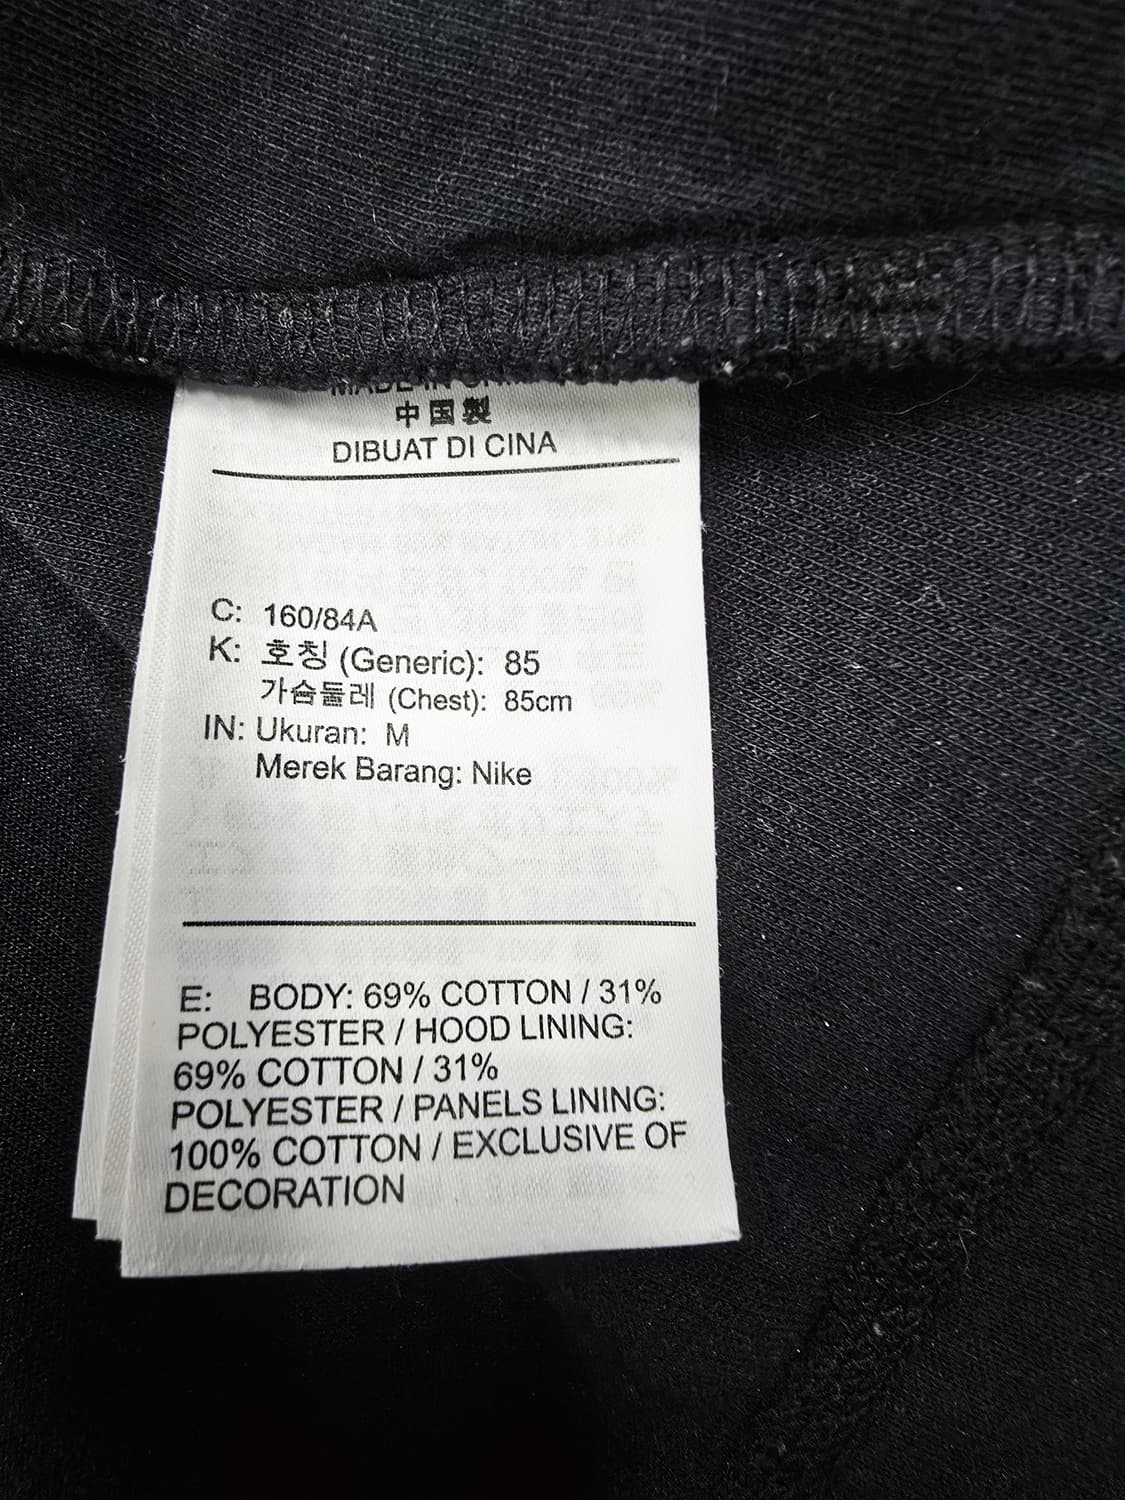 MADE IN
中国製
DIBUAT DI CINA
C: 160/84A
K: 호칭 (Generic): 85
가슴둘레 (Chest): 85cm
IN: Ukuran: M
Merek Barang: Nike
E: BODY: 69% COTTON / 31%
POLYESTER / HOOD LINING:
69% COTTON / 31%
POLYESTER / PANELS LINING:
100% COTTON / EXCLUSIVE OF
DECORATION